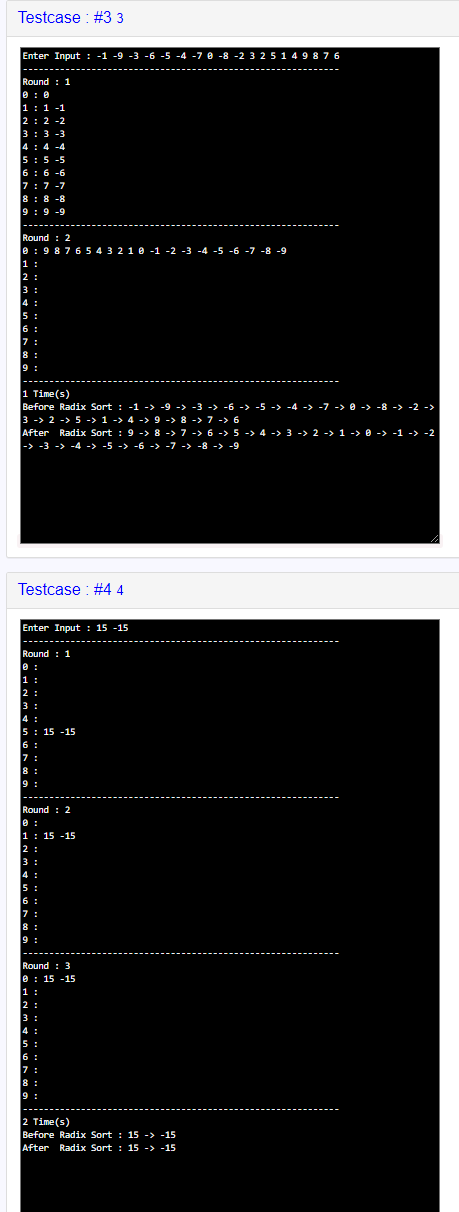 Testcase : #3 3
Enter Input : -1 -9 -3 -6 -5 -4 -7 0 -8 -2 3 2 5 1 4 9 8 7 6
------------------------------------------------------------
Round : 1
0 : 0
1 : 1 -1
2 : 2 -2
3 : 3 -3
4 : 4 -4
5 : 5 -5
6 : 6 -6
7 : 7 -7
8 : 8 -8
9 : 9 -9
------------------------------------------------------------
Round : 2
0 : 9 8 7 6 5 4 3 2 1 0 -1 -2 -3 -4 -5 -6 -7 -8 -9
1 :
2 :
3 :
4 :
5 :
6 :
7 :
8 :
9 :
------------------------------------------------------------
1 Time(s)
Before Radix Sort : -1 -> -9 -> -3 -> -6 -> -5 -> -4 -> -7 -> 0 -> -8 -> -2 ->
3 -> 2 -> 5 -> 1 -> 4 -> 9 -> 8 -> 7 -> 6
After  Radix Sort : 9 -> 8 -> 7 -> 6 -> 5 -> 4 -> 3 -> 2 -> 1 -> 0 -> -1 -> -2
-> -3 -> -4 -> -5 -> -6 -> -7 -> -8 -> -9
Testcase : #4 4
Enter Input : 15 -15
------------------------------------------------------------
Round : 1
0 :
1 :
2 :
3 :
4 :
5 : 15 -15
6 :
7 :
8 :
9 :
------------------------------------------------------------
Round : 2
0 :
1 : 15 -15
2 :
3 :
4 :
5 :
6 :
7 :
8 :
9 :
------------------------------------------------------------
Round : 3
0 : 15 -15
1 :
2 :
3 :
4 :
5 :
6 :
7 :
8 :
9 :
------------------------------------------------------------
2 Time(s)
Before Radix Sort : 15 -> -15
After  Radix Sort : 15 -> -15